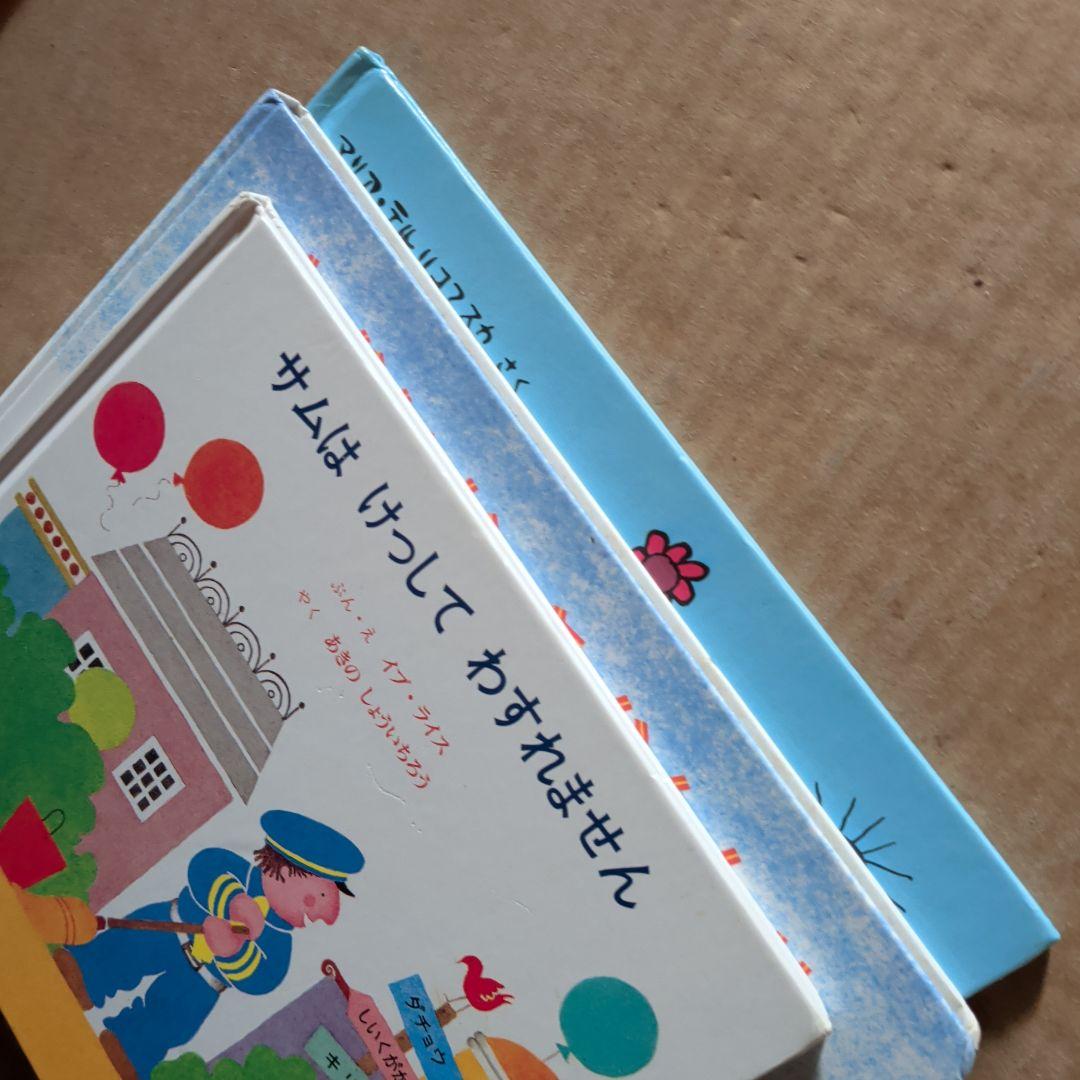 マリア・テルリコフスカ さく
サムは けっして わすれません
ぶん・え イブ・ライス
やく あきの しょういちろう
ダチョウ
しいくがか
キリ